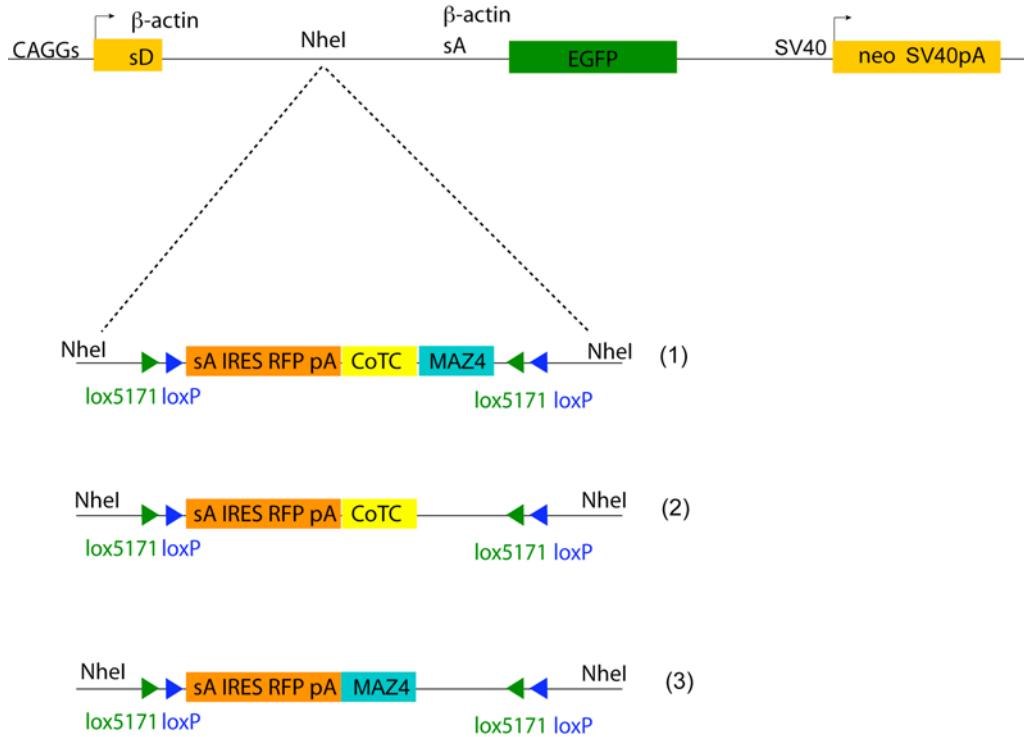 β-actin β-actin
CAGGs sD NheI sA EGFP SV40 neo SV40pA
NheI sA IRES RFP pA CoTC MAZ4 NheI (1)
lox5171 loxP lox5171 loxP
NheI sA IRES RFP pA CoTC NheI (2)
lox5171 loxP lox5171 loxP
NheI sA IRES RFP pA MAZ4 NheI (3)
lox5171 loxP lox5171 loxP